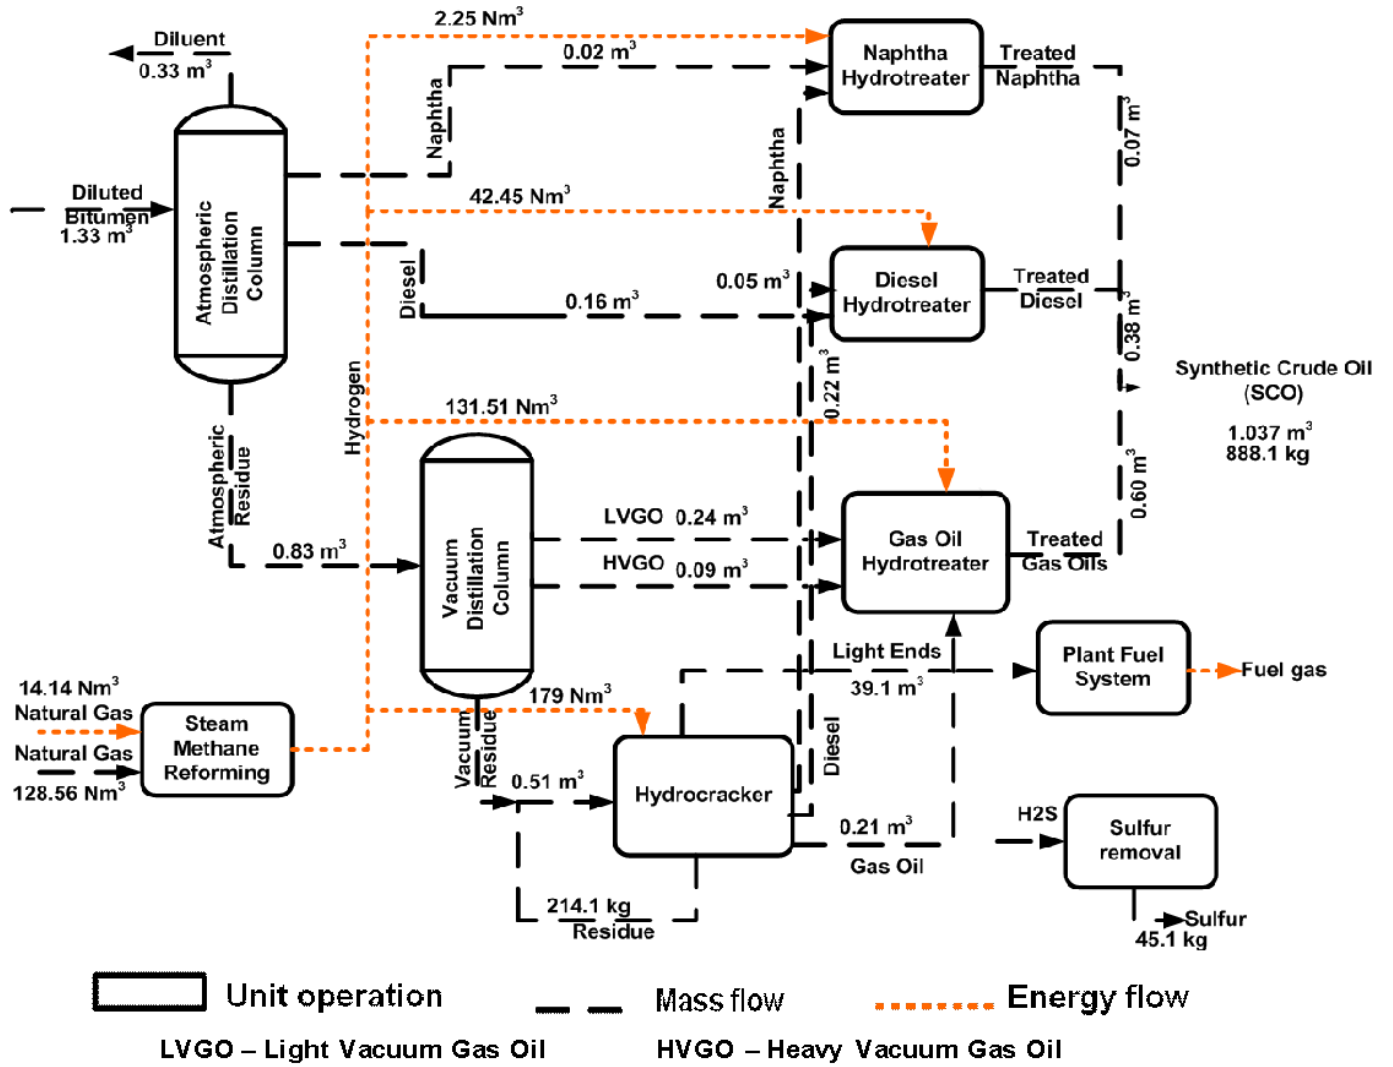 2.25 Nm³
Diluent
0.33 m³
0.02 m³
Naphtha
Hydrotreater
Treated
Naphtha
Naphtha
Naphtha
0.07 m³
Diluted
Bitumen
1.33 m³
Atmospheric
Distillation
Column
42.45 Nm³
Diesel
0.16 m³
0.05 m³
Diesel
Hydrotreater
Treated
Diesel
0.38 m³
0.22 m³
Synthetic Crude Oil
(SCO)
1.037 m³
888.1 kg
Hydrogen
131.51 Nm³
Atmospheric
Residue
0.83 m³
Vacuum
Distillation
Column
LVGO 0.24 m³
HVGO 0.09 m³
Gas Oil
Hydrotreater
Treated
Gas Oils
0.60 m³
Light Ends
39.1 m³
Plant Fuel
System
Fuel gas
14.14 Nm³
Natural Gas
Natural Gas
128.56 Nm³
Steam
Methane
Reforming
179 Nm³
Vacuum
Residue
0.51 m³
Hydrocracker
Diesel
0.21 m³
Gas Oil
H2S
Sulfur
removal
214.1 kg
Residue
Sulfur
45.1 kg
Unit operation
Mass flow
Energy flow
LVGO – Light Vacuum Gas Oil
HVGO – Heavy Vacuum Gas Oil